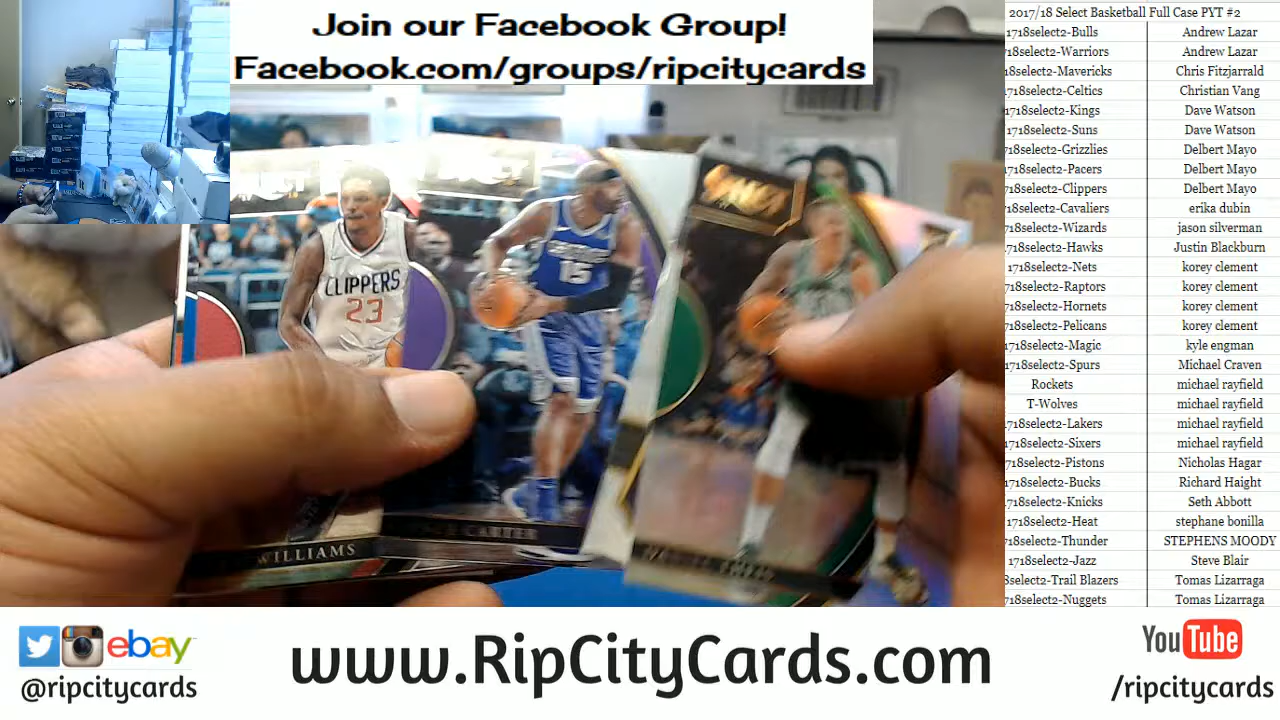 Join our Facebook Group!
Facebook.com/groups/ripcitycards
2017/18 Select Basketball Full Case PYT #2
1718select2-Bulls Andrew Lazar
1718select2-Warriors Andrew Lazar
18select2-Mavericks Chris Fitzjarrald
718select2-Celtics Christian Vang
1718select2-Kings Dave Watson
1718select2-Suns Dave Watson
718select2-Grizzlies Delbert Mayo
1718select2-Pacers Delbert Mayo
718select2-Clippers Delbert Mayo
18select2-Cavaliers erika dubin
718select2-Wizards jason silverman
1718select2-Hawks Justin Blackburn
1718select2-Nets korey clement
718select2-Raptors korey clement
718select2-Hornets korey clement
718select2-Pelicans korey clement
1718select2-Magic kyle engman
1718select2-Spurs Michael Craven
Rockets michael rayfield
T-Wolves michael rayfield
718select2-Lakers michael rayfield
1718select2-Sixers michael rayfield
718select2-Pistons Nicholas Hagar
1718select2-Bucks Richard Haight
1718select2-Knicks Seth Abbott
1718select2-Heat stephane bonilla
718select2-Thunder STEPHENS MOODY
1718select2-Jazz Steve Blair
8select2-Trail Blazers Tomas Lizarraga
718select2-Nuggets Tomas Lizarraga
CLIPPERS
23
15
WILLIAMS
CARTER
ebay
@ripcitycards
www.RipCityCards.com
YouTube
/ripcitycards